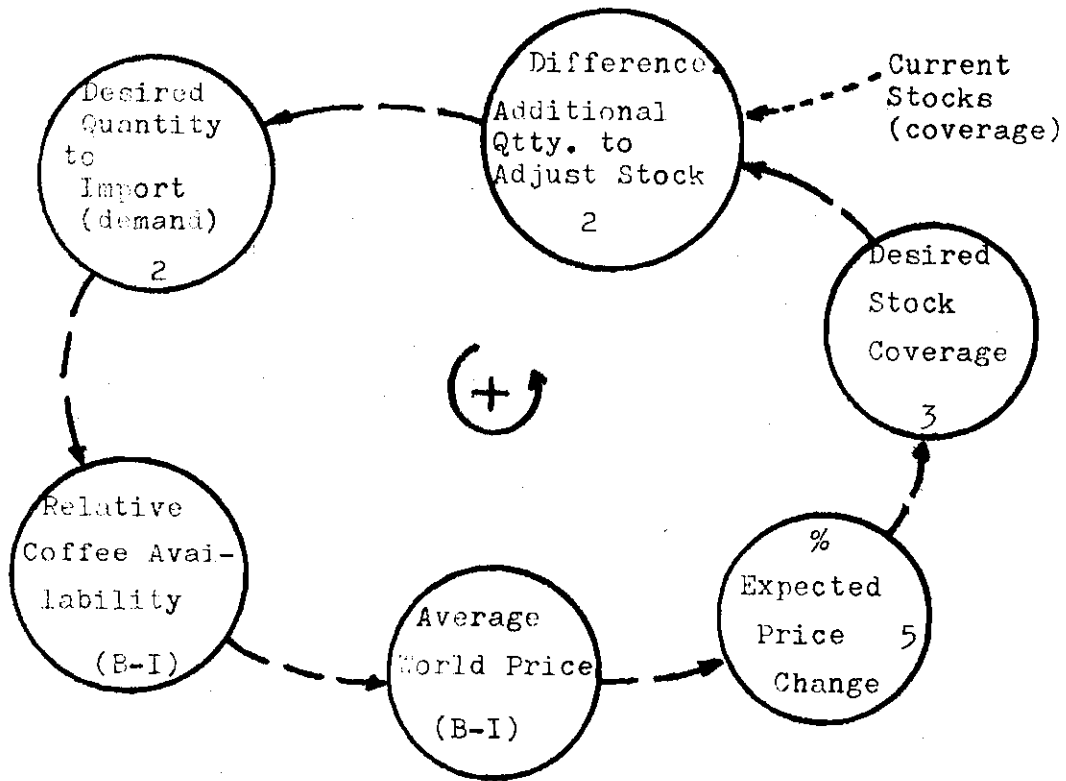 Difference
Additional
Qtty. to
Adjust Stock
2
Current
Stocks
(coverage)
Desired
Quantity
to
Import
(demand)
2
Desired
Stock
Coverage
3
Relative
Coffee Avai-
lability
(B-I)
+
Average
World Price
(B-I)
%
Expected
Price 5
Change